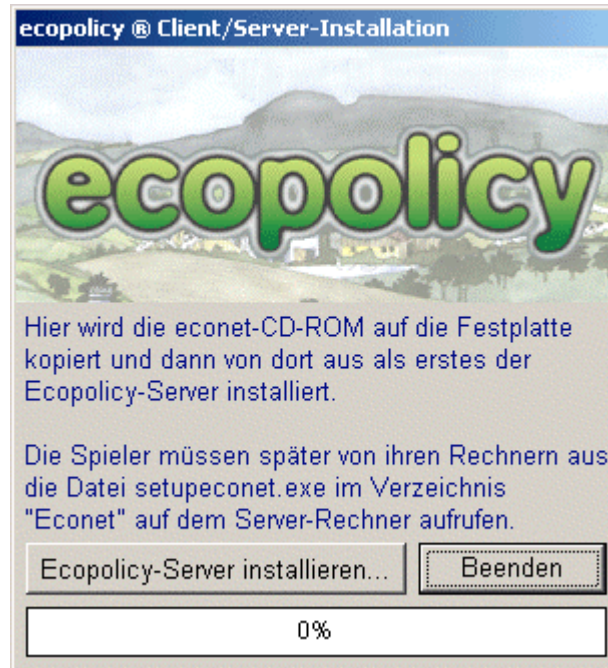 ecopolicy ® Client/Server-Installation
ecopolicy
Hier wird die econet-CD-ROM auf die Festplatte
kopiert und dann von dort aus als erstes der
Ecopolicy-Server installiert.
Die Spieler müssen später von ihren Rechnern aus
die Datei setupeconet.exe im Verzeichnis
"Econet" auf dem Server-Rechner aufrufen.
Ecopolicy-Server installieren... Beenden
0%